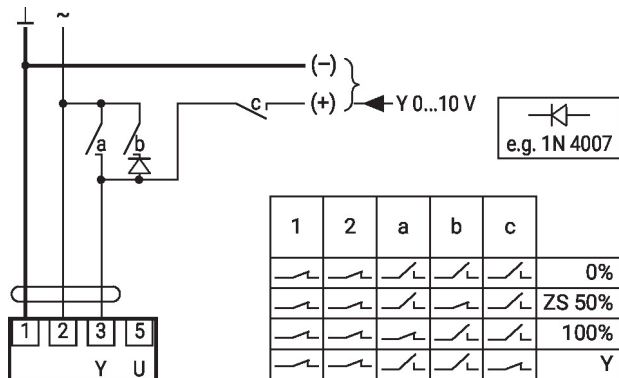 ~
(–)
c (+) Y 0...10 V
a b
e.g. 1N 4007
1 2 a b c
0%
ZS 50%
100%
Y
1 2 3 5
Y U